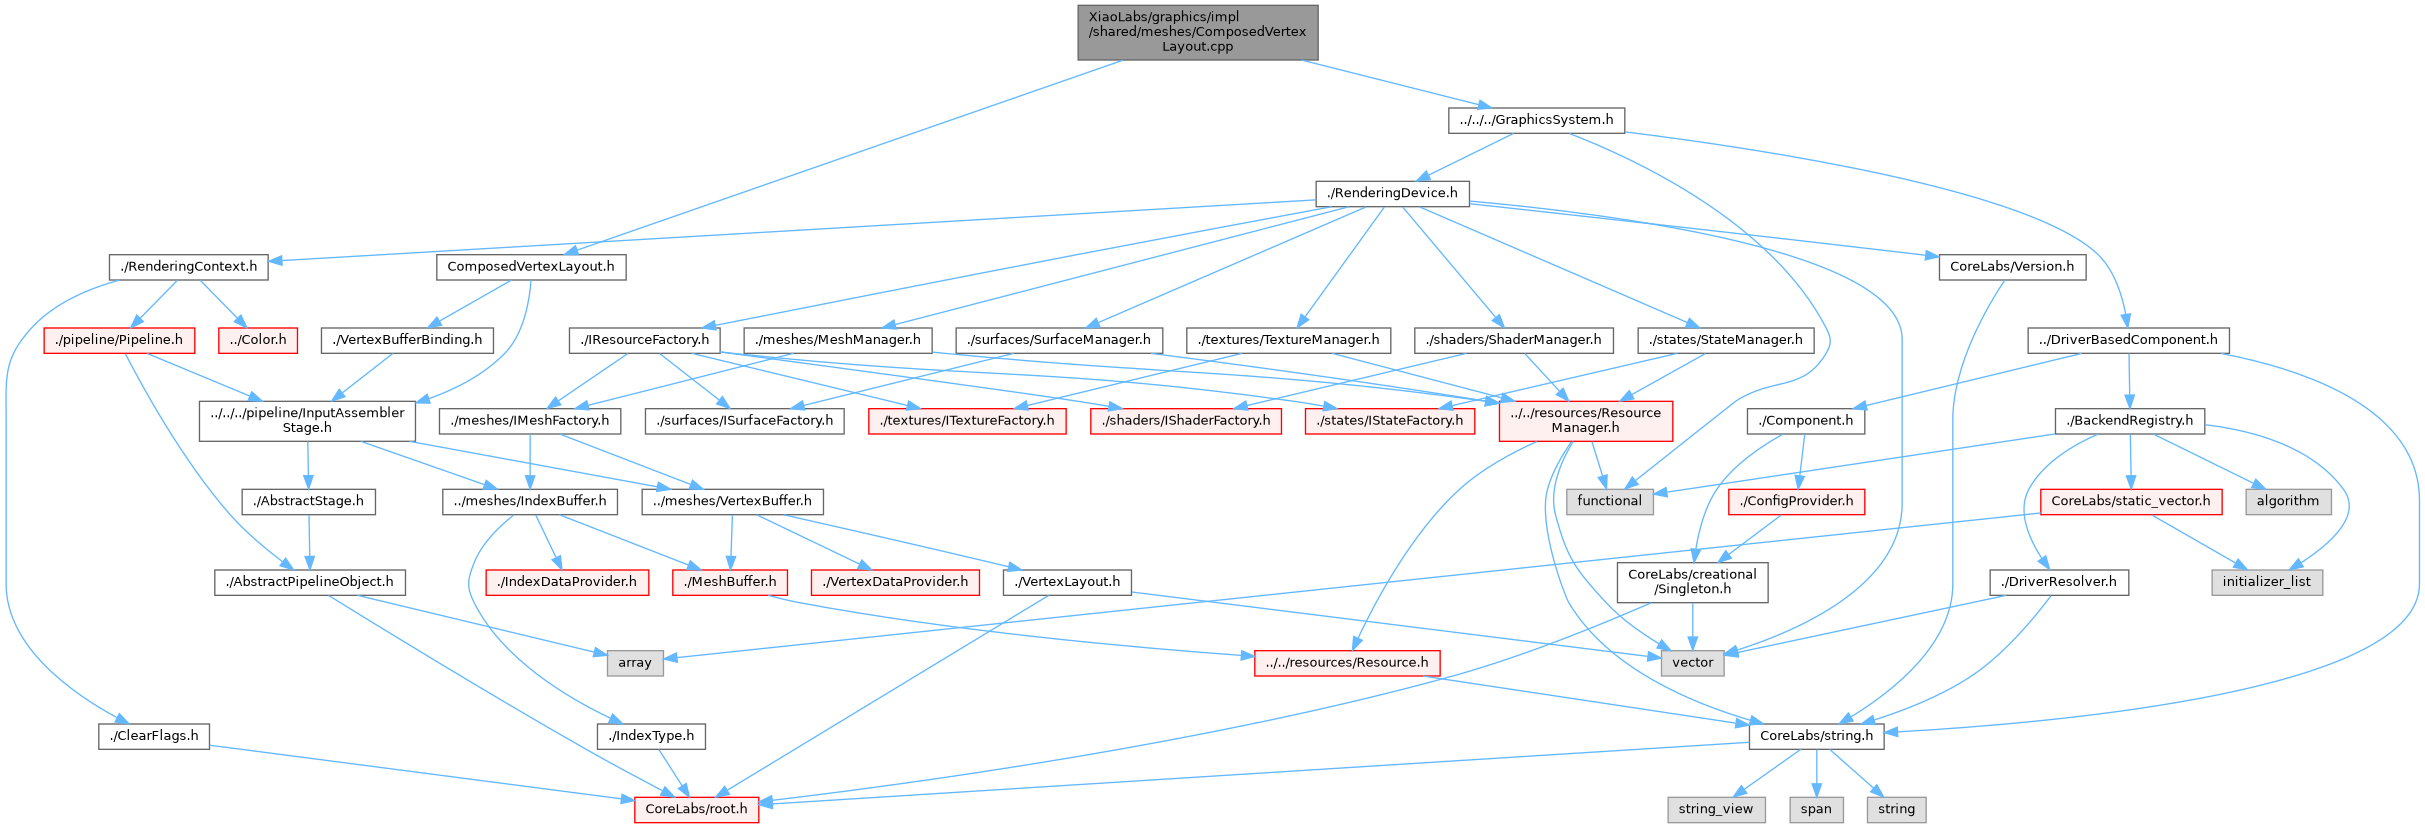 XiaoLabs/graphics/impl
/shared/meshes/ComposedVertex
Layout.cpp
../../../GraphicsSystem.h
./RenderingDevice.h
./RenderingContext.h
ComposedVertexLayout.h
CoreLabs/Version.h
./pipeline/Pipeline.h
../Color.h
./VertexBufferBinding.h
./IResourceFactory.h
./meshes/MeshManager.h
./surfaces/SurfaceManager.h
./textures/TextureManager.h
./shaders/ShaderManager.h
./states/StateManager.h
../DriverBasedComponent.h
../../../pipeline/InputAssembler
Stage.h
./meshes/IMeshFactory.h
./surfaces/ISurfaceFactory.h
./textures/ITextureFactory.h
./shaders/IShaderFactory.h
./states/IStateFactory.h
../../resources/Resource
Manager.h
./Component.h
./BackendRegistry.h
./AbstractStage.h
../meshes/IndexBuffer.h
../meshes/VertexBuffer.h
functional
./ConfigProvider.h
CoreLabs/static_vector.h
algorithm
./AbstractPipelineObject.h
./IndexDataProvider.h
./MeshBuffer.h
./VertexDataProvider.h
./VertexLayout.h
CoreLabs/creational
/Singleton.h
./DriverResolver.h
initializer_list
array
../../resources/Resource.h
vector
./ClearFlags.h
./IndexType.h
CoreLabs/string.h
CoreLabs/root.h
string_view
span
string